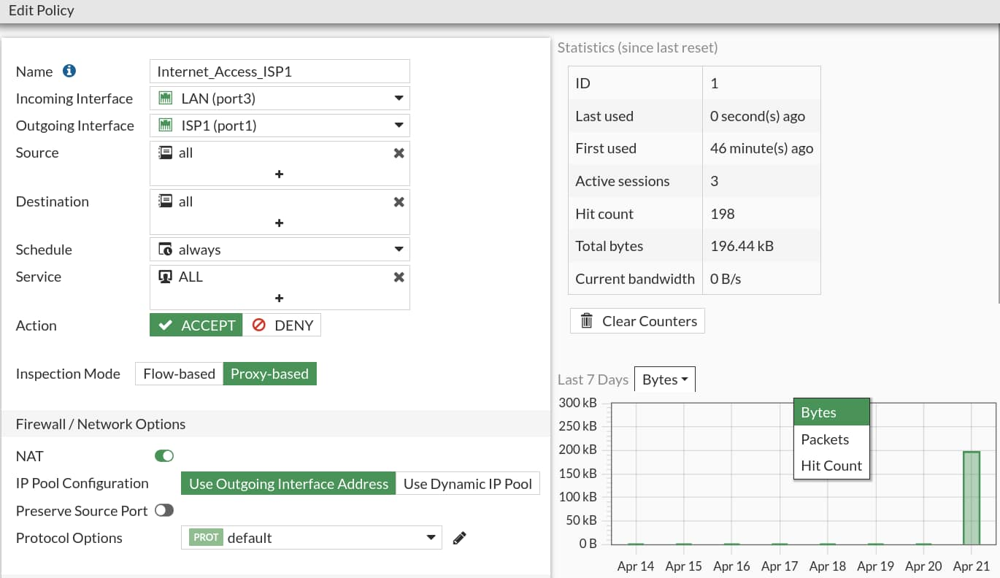 Edit Policy
Name
Internet_Access_ISP1
Incoming Interface
LAN (port3)
Outgoing Interface
ISP1 (port1)
Source
all
+
Destination
all
+
Schedule
always
Service
ALL
+
Action
ACCEPT
DENY
Inspection Mode
Flow-based
Proxy-based
Firewall / Network Options
NAT
IP Pool Configuration
Use Outgoing Interface Address
Use Dynamic IP Pool
Preserve Source Port
Protocol Options
PROT default
Statistics (since last reset)
ID 1
Last used 0 second(s) ago
First used 46 minute(s) ago
Active sessions 3
Hit count 198
Total bytes 196.44 kB
Current bandwidth 0 B/s
Clear Counters
Last 7 Days Bytes
Bytes
Packets
Hit Count
300 kB
250 kB
200 kB
150 kB
100 kB
50 kB
0 B
Apr 14 Apr 15 Apr 16 Apr 17 Apr 18 Apr 19 Apr 20 Apr 21